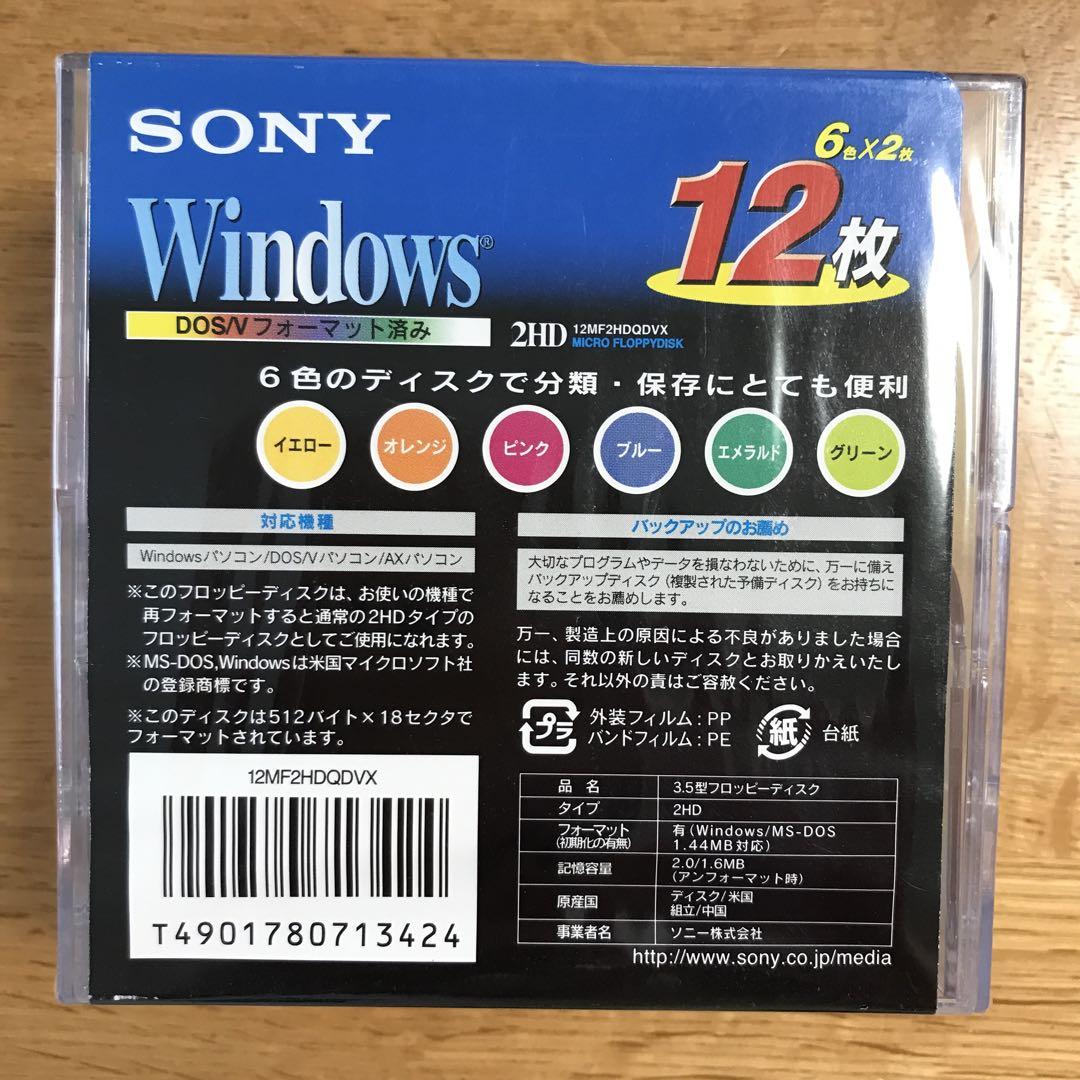 SONY
6色×2枚
12枚
Windows®
DOS/Vフォーマット済み
2HD 12MF2HDQDVX
MICRO FLOPPYDISK
6色のディスクで分類・保存にとても便利
イエロー オレンジ ピンク ブルー エメラルド グリーン
対応機種
Windowsパソコン/DOS/Vパソコン/AXパソコン
※このフロッピーディスクは、お使いの機種で
再フォーマットすると通常の2HDタイプの
フロッピーディスクとしてご使用になれます。
※MS-DOS,Windowsは米国マイクロソフト社
の登録商標です。
※このディスクは512バイト×18セクタで
フォーマットされています。
12MF2HDQDVX
T4901780713424
バックアップのお薦め
大切なプログラムやデータを損なわないために、万一に備え
バックアップディスク(複製された予備ディスク)をお持ちに
なることをお薦めします。
万一、製造上の原因による不良がありました場合
には、同数の新しいディスクとお取りかえいたし
ます。それ以外の責はご容赦ください。
プラ 外装フィルム:PP
バンドフィルム:PE
紙 台紙
品名 3.5型フロッピーディスク
タイプ 2HD
フォーマット
(初期化の有無)
有(Windows/MS-DOS
1.44MB対応)
記憶容量
2.0/1.6MB
(アンフォーマット時)
原産国
ディスク/米国
組立/中国
事業者名 ソニー株式会社
http://www.sony.co.jp/media